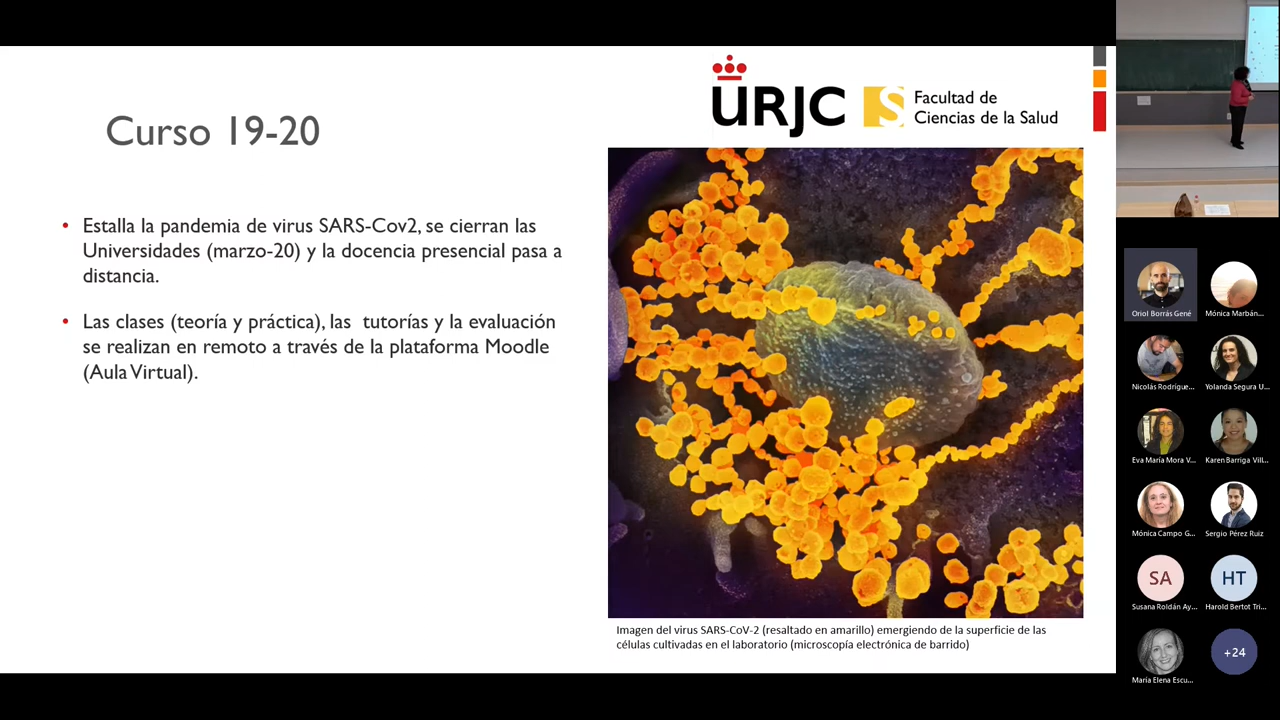 URJC
S
Facultad de
Ciencias de la Salud
Curso 19-20
• Estalla la pandemia de virus SARS-Cov2, se cierran las
Universidades (marzo-20) y la docencia presencial pasa a
distancia.
• Las clases (teoría y práctica), las tutorías y la evaluación
se realizan en remoto a través de la plataforma Moodle
(Aula Virtual).
Imagen del virus SARS-CoV-2 (resaltado en amarillo) emergiendo de la superficie de las
células cultivadas en el laboratorio (microscopía electrónica de barrido)
Oriol Borrás Gené
Mónica Marbán...
Nicolás Rodrígue...
Yolanda Segura U...
Eva María Mora V...
Karen Barriga Vill...
Mónica Campo G...
Sergio Pérez Ruiz
SA
Susana Roldán Ay...
HT
Harold Bertot Tri...
María Elena Escu...
+24